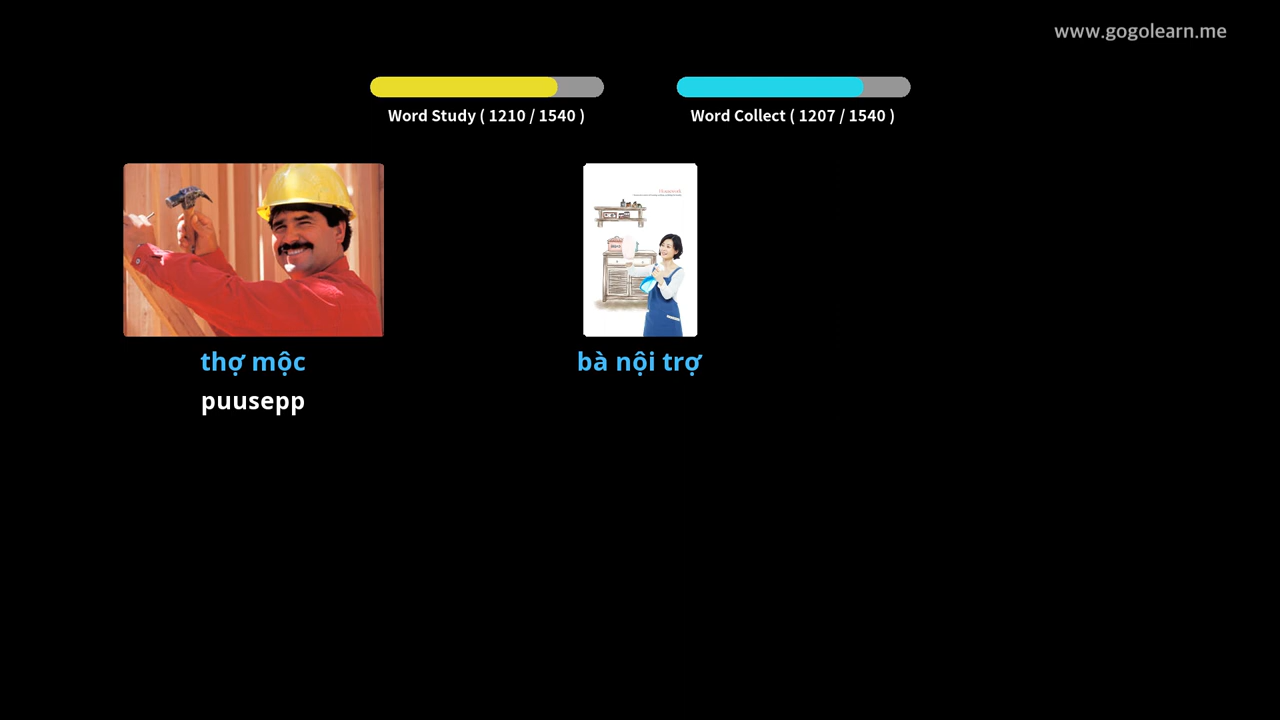 www.gogolearn.me
Word Study ( 1210 / 1540 )
Word Collect ( 1207 / 1540 )
thợ mộc
puusepp
bà nội trợ